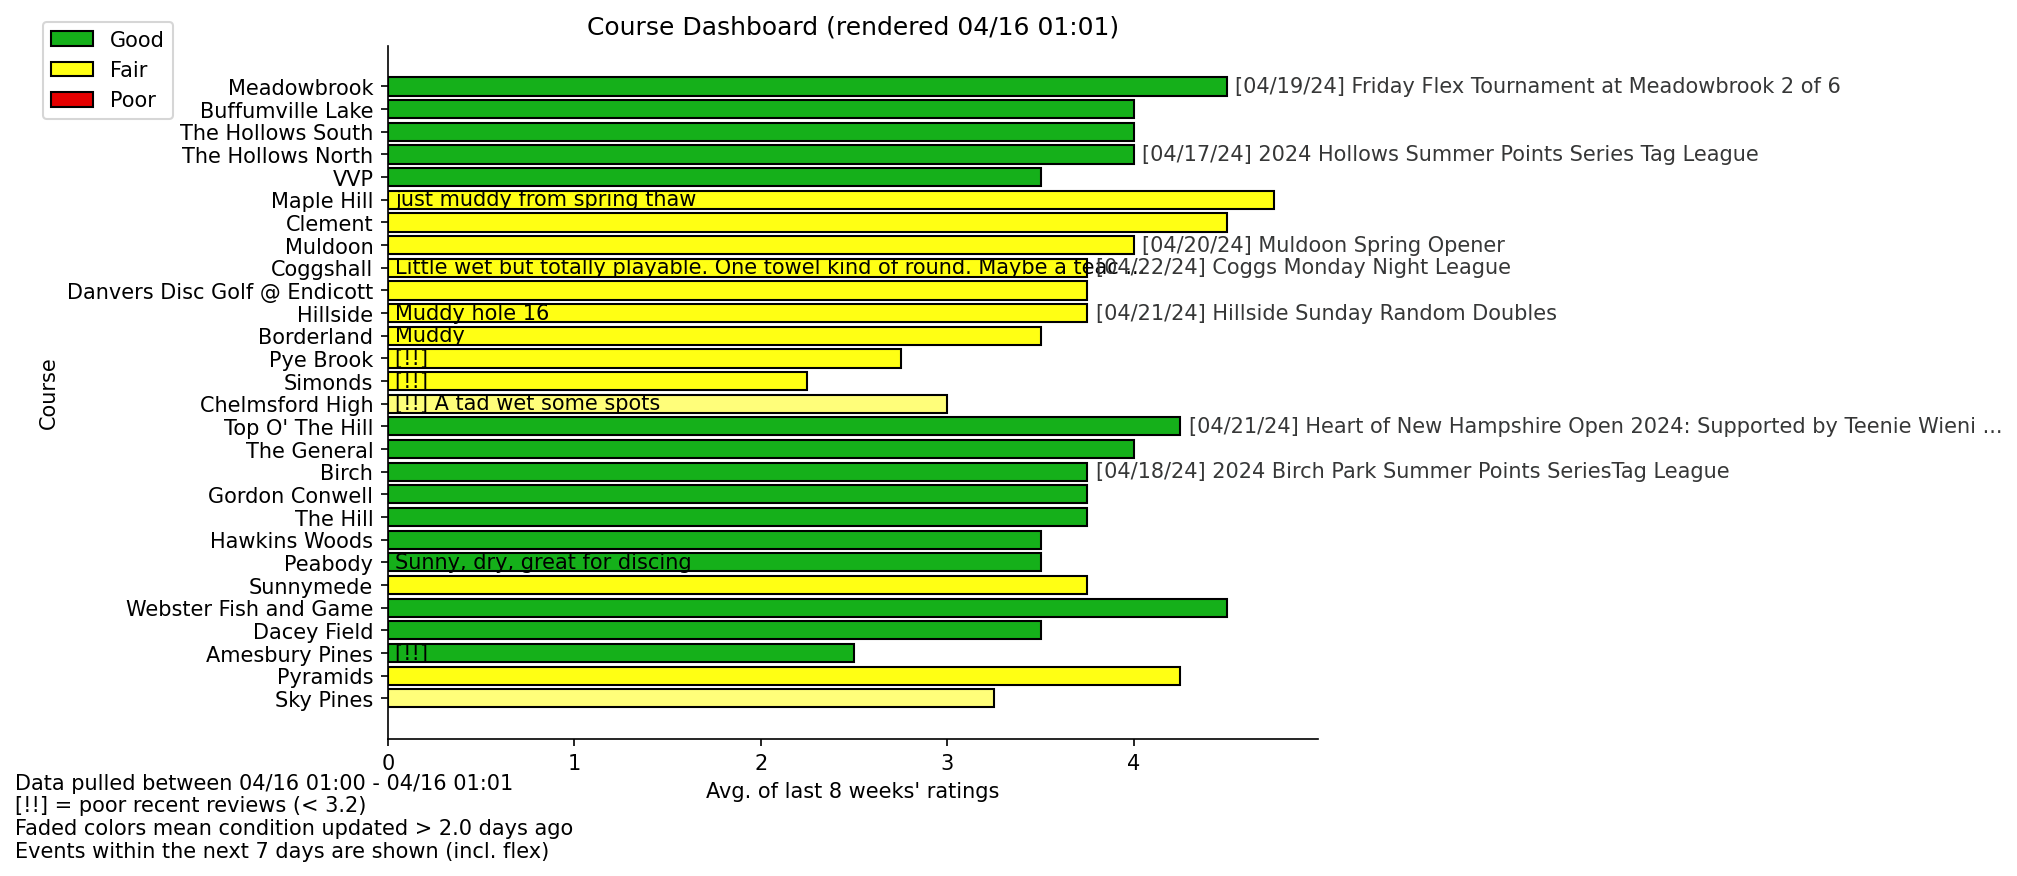 Course Dashboard (rendered 04/16 01:01)
Good
Fair
Poor
Meadowbrook [04/19/24] Friday Flex Tournament at Meadowbrook 2 of 6
Buffumville Lake
The Hollows South
The Hollows North [04/17/24] 2024 Hollows Summer Points Series Tag League
VVP
Maple Hill just muddy from spring thaw
Clement
Muldoon [04/20/24] Muldoon Spring Opener
Coggshall Little wet but totally playable. One towel kind of round. Maybe a teac ... [04/22/24] Coggs Monday Night League
Danvers Disc Golf @ Endicott
Hillside Muddy hole 16 [04/21/24] Hillside Sunday Random Doubles
Borderland Muddy
Pye Brook [!!]
Simonds [!!]
Chelmsford High [!!] A tad wet some spots
Top O' The Hill [04/21/24] Heart of New Hampshire Open 2024: Supported by Teenie Wieni ...
The General
Birch [04/18/24] 2024 Birch Park Summer Points SeriesTag League
Gordon Conwell
The Hill
Hawkins Woods
Peabody Sunny, dry, great for discing
Sunnymede
Webster Fish and Game
Dacey Field
Amesbury Pines [!!]
Pyramids
Sky Pines
Course
0 1 2 3 4
Avg. of last 8 weeks' ratings
Data pulled between 04/16 01:00 - 04/16 01:01
[!!] = poor recent reviews (< 3.2)
Faded colors mean condition updated > 2.0 days ago
Events within the next 7 days are shown (incl. flex)